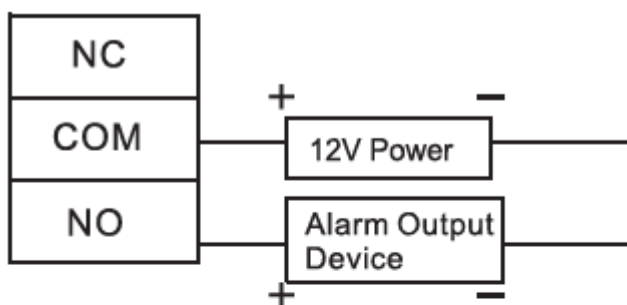 NC
COM
NO
+ −
12V Power
Alarm Output
Device
+ −